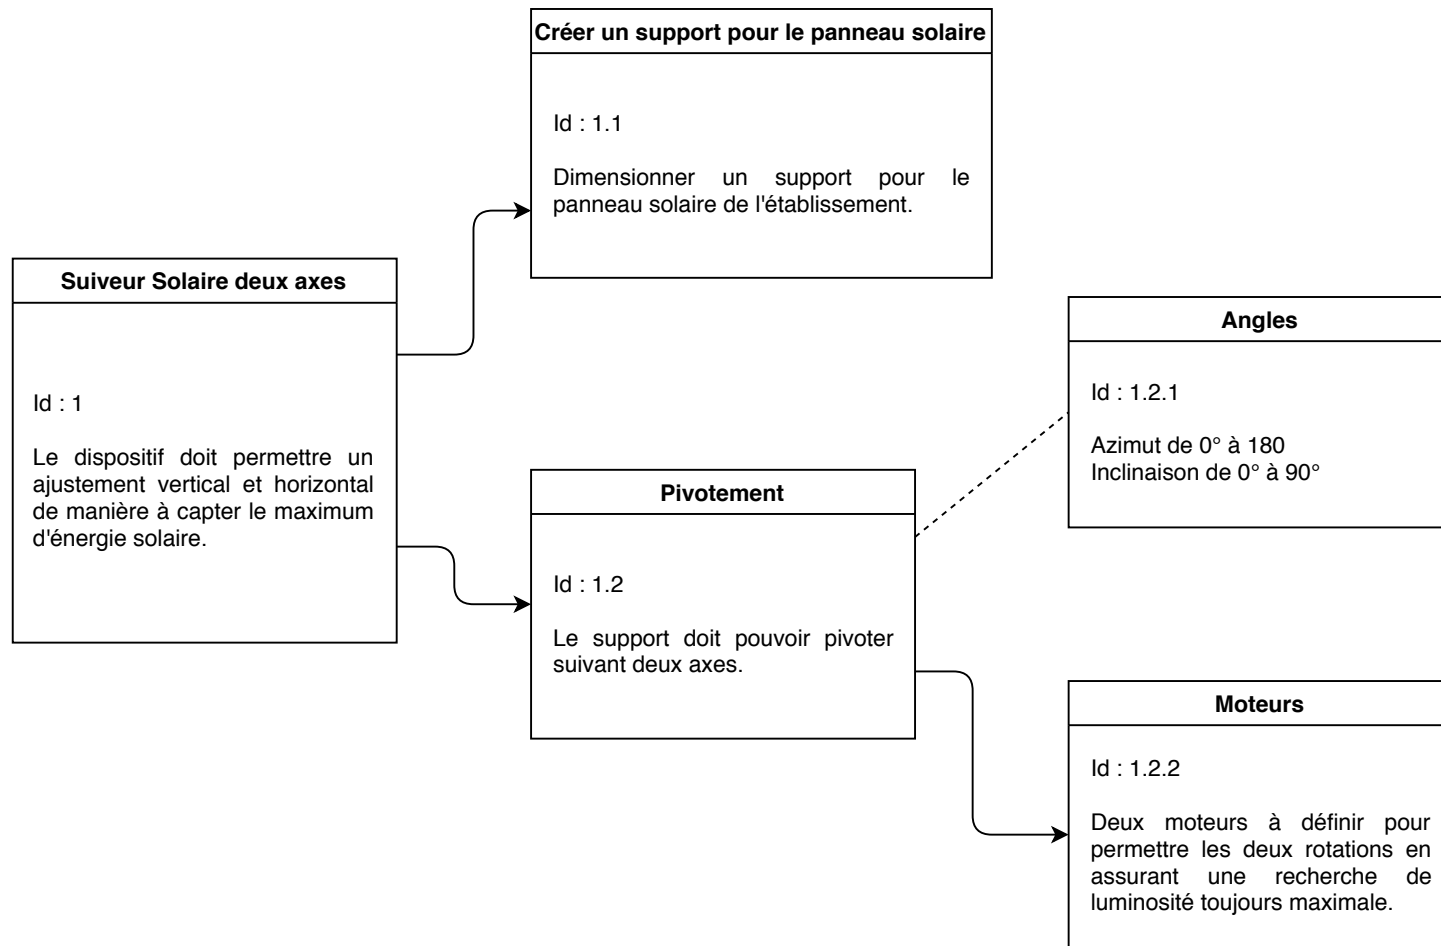 Créer un support pour le panneau solaire
Id : 1.1
Dimensionner un support pour le
panneau solaire de l'établissement.
Suiveur Solaire deux axes
Id : 1
Le dispositif doit permettre un
ajustement vertical et horizontal
de manière à capter le maximum
d'énergie solaire.
Angles
Id : 1.2.1
Azimut de 0° à 180
Inclinaison de 0° à 90°
Pivotement
Id : 1.2
Le support doit pouvoir pivoter
suivant deux axes.
Moteurs
Id : 1.2.2
Deux moteurs à définir pour
permettre les deux rotations en
assurant une recherche de
luminosité toujours maximale.